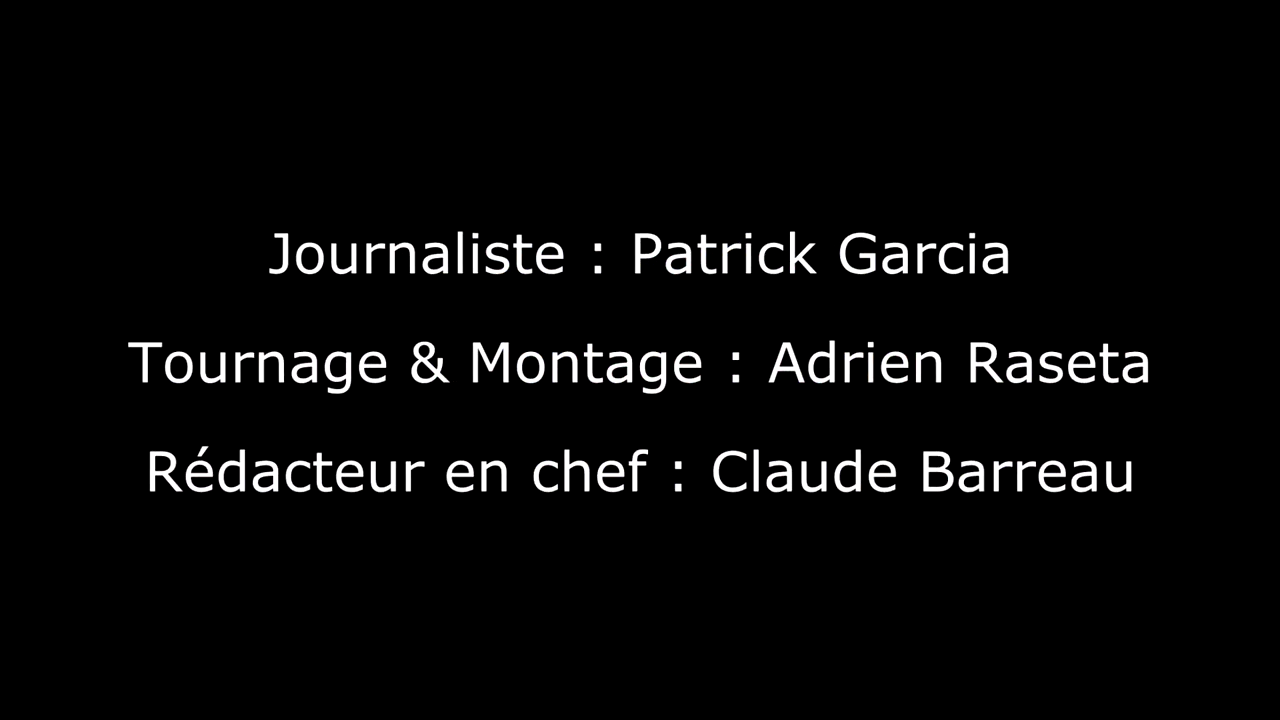 Journaliste : Patrick Garcia
Tournage & Montage : Adrien Raseta
Rédacteur en chef : Claude Barreau